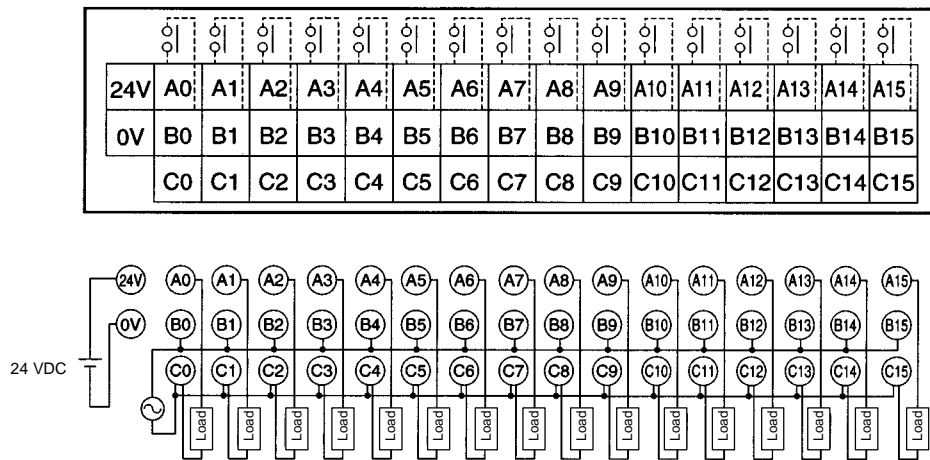 24V A0 A1 A2 A3 A4 A5 A6 A7 A8 A9 A10 A11 A12 A13 A14 A15
0V B0 B1 B2 B3 B4 B5 B6 B7 B8 B9 B10 B11 B12 B13 B14 B15
C0 C1 C2 C3 C4 C5 C6 C7 C8 C9 C10 C11 C12 C13 C14 C15
24V A0 A1 A2 A3 A4 A5 A6 A7 A8 A9 A10 A11 A12 A13 A14 A15
0V B0 B1 B2 B3 B4 B5 B6 B7 B8 B9 B10 B11 B12 B13 B14 B15
24 VDC C0 C1 C2 C3 C4 C5 C6 C7 C8 C9 C10 C11 C12 C13 C14 C15
Load Load Load Load Load Load Load Load Load Load Load Load Load Load Load Load